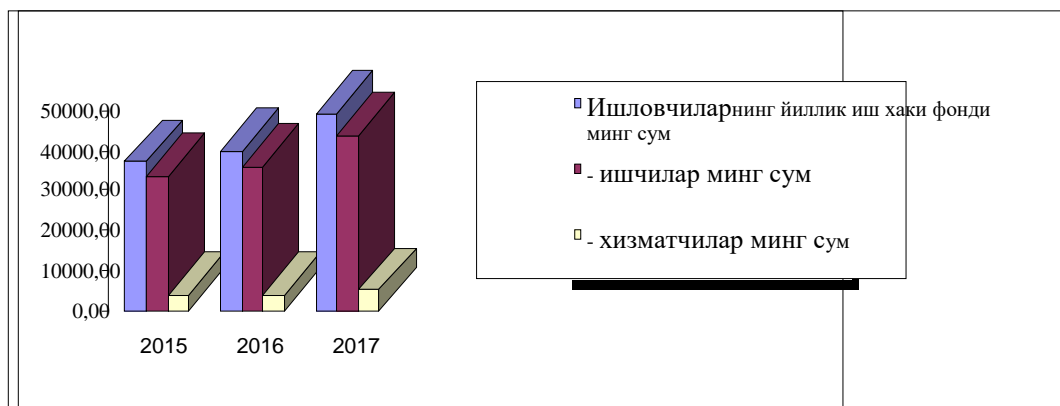 50000,00
40000,00
30000,00
20000,00
10000,00
0,00
2015 2016 2017
Ишловчиларнинг йиллик иш хаки фонди
минг сум
- ишчилар минг сум
- хизматчилар минг сум